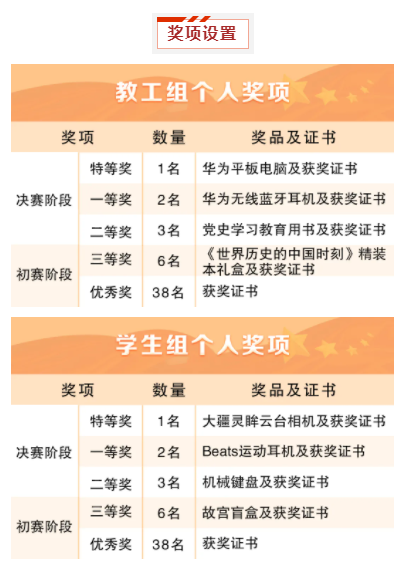 奖项设置
教工组个人奖项
奖项 数量 奖品及证书
决赛阶段 特等奖 1名 华为平板电脑及获奖证书
一等奖 2名 华为无线蓝牙耳机及获奖证书
二等奖 3名 党史学习教育用书及获奖证书
初赛阶段 三等奖 6名 《世界历史的中国时刻》精装
本礼盒及获奖证书
优秀奖 38名 获奖证书
学生组个人奖项
奖项 数量 奖品及证书
决赛阶段 特等奖 1名 大疆灵眸云台相机及获奖证书
一等奖 2名 Beats运动耳机及获奖证书
二等奖 3名 机械键盘及获奖证书
初赛阶段 三等奖 6名 故宫盲盒及获奖证书
优秀奖 38名 获奖证书